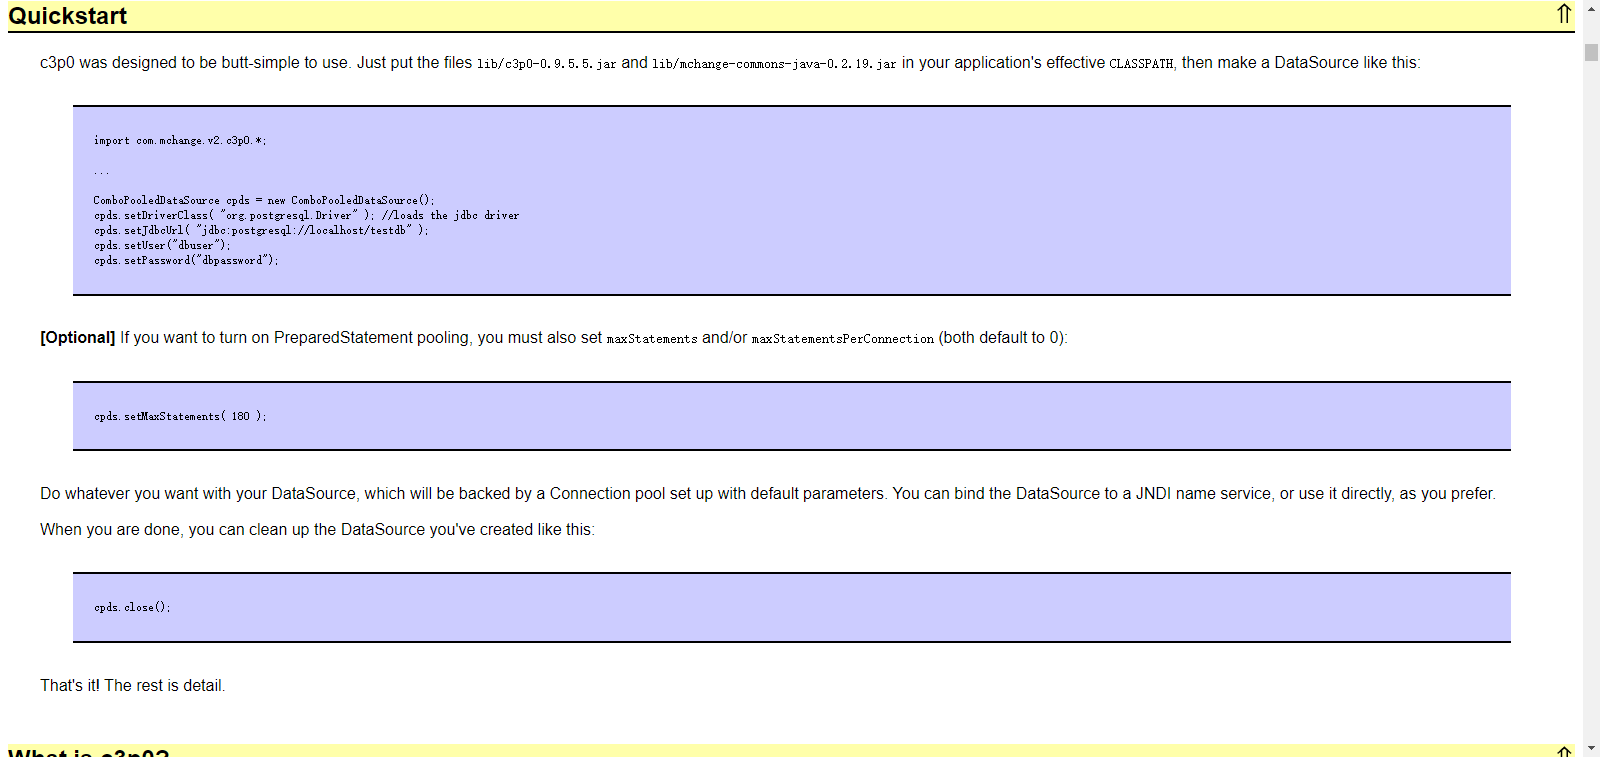 Quickstart ⇑
c3p0 was designed to be butt-simple to use. Just put the files lib/c3p0-0.9.5.5.jar and lib/mchange-commons-java-0.2.19.jar in your application's effective CLASSPATH, then make a DataSource like this:
import com.mchange.v2.c3p0.*;
...
ComboPooledDataSource cpds = new ComboPooledDataSource();
cpds.setDriverClass( "org.postgresql.Driver" ); //loads the jdbc driver
cpds.setJdbcUrl( "jdbc:postgresql://localhost/testdb" );
cpds.setUser("dbuser");
cpds.setPassword("dbpassword");
[Optional] If you want to turn on PreparedStatement pooling, you must also set maxStatements and/or maxStatementsPerConnection (both default to 0):
cpds.setMaxStatements( 180 );
Do whatever you want with your DataSource, which will be backed by a Connection pool set up with default parameters. You can bind the DataSource to a JNDI name service, or use it directly, as you prefer.
When you are done, you can clean up the DataSource you've created like this:
cpds.close();
That's it! The rest is detail.
What is c3p0? ⇑